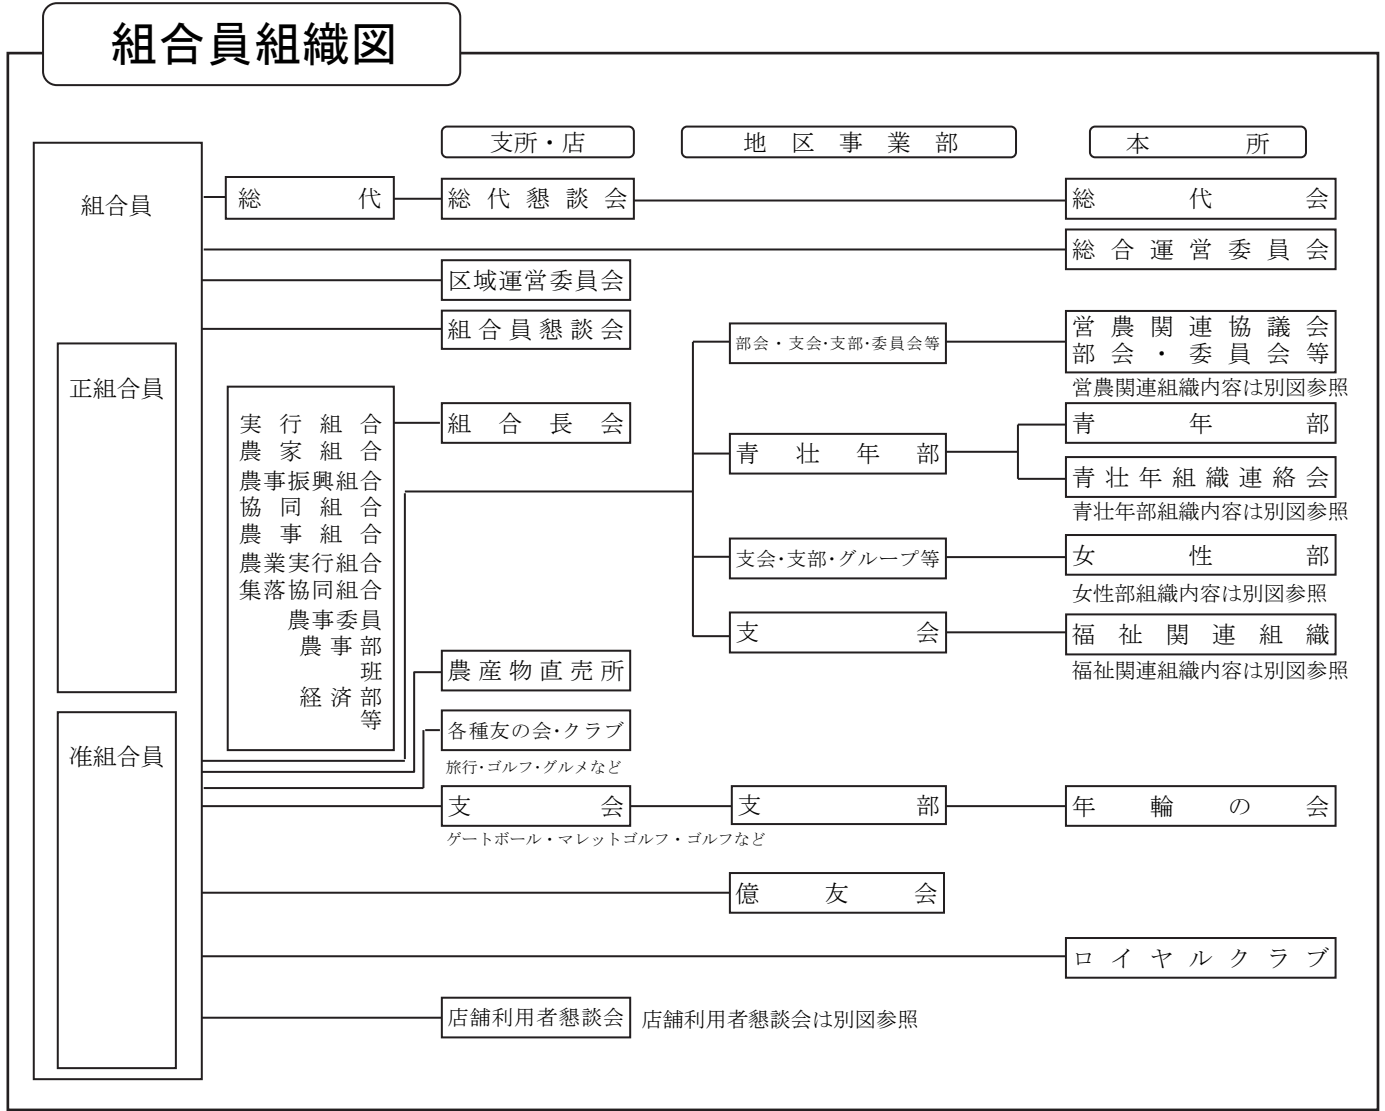 組合員組織図
支所・店
地区事業部
本所
組合員
総代
総代懇談会
総代会
総合運営委員会
区域運営委員会
組合員懇談会
部会・支会・支部・委員会等
営農関連協議会
部会・委員会等
営農関連組織内容は別図参照
正組合員
実行組合
農家組合
農事振興組合
協同組合
農事組合
農業実行組合
集落協同組合
農事委員
農事部
班
経済部
等
組合長会
青壮年部
青年部
青壮年組織連絡会
青壮年部組織内容は別図参照
支会・支部・グループ等
女性部
女性部組織内容は別図参照
支会
福祉関連組織
福祉関連組織内容は別図参照
農産物直売所
准組合員
各種友の会・クラブ
旅行・ゴルフ・グルメなど
支会
支部
年輪の会
ゲートボール・マレットゴルフ・ゴルフなど
億友会
ロイヤルクラブ
店舗利用者懇談会
店舗利用者懇談会は別図参照